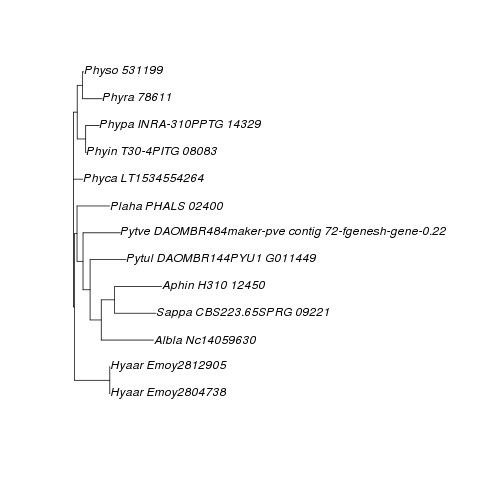 Physo 531199
Phyra 78611
Phypa INRA-310PPTG 14329
Phyin T30-4PITG 08083
Phyca LT1534554264
Plaha PHALS 02400
Pytve DAOMBR484maker-pve contig 72-fgenesh-gene-0.22
Pytul DAOMBR144PYU1 G011449
Aphin H310 12450
Sappa CBS223.65SPRG 09221
Albla Nc14059630
Hyaar Emoy2812905
Hyaar Emoy2804738